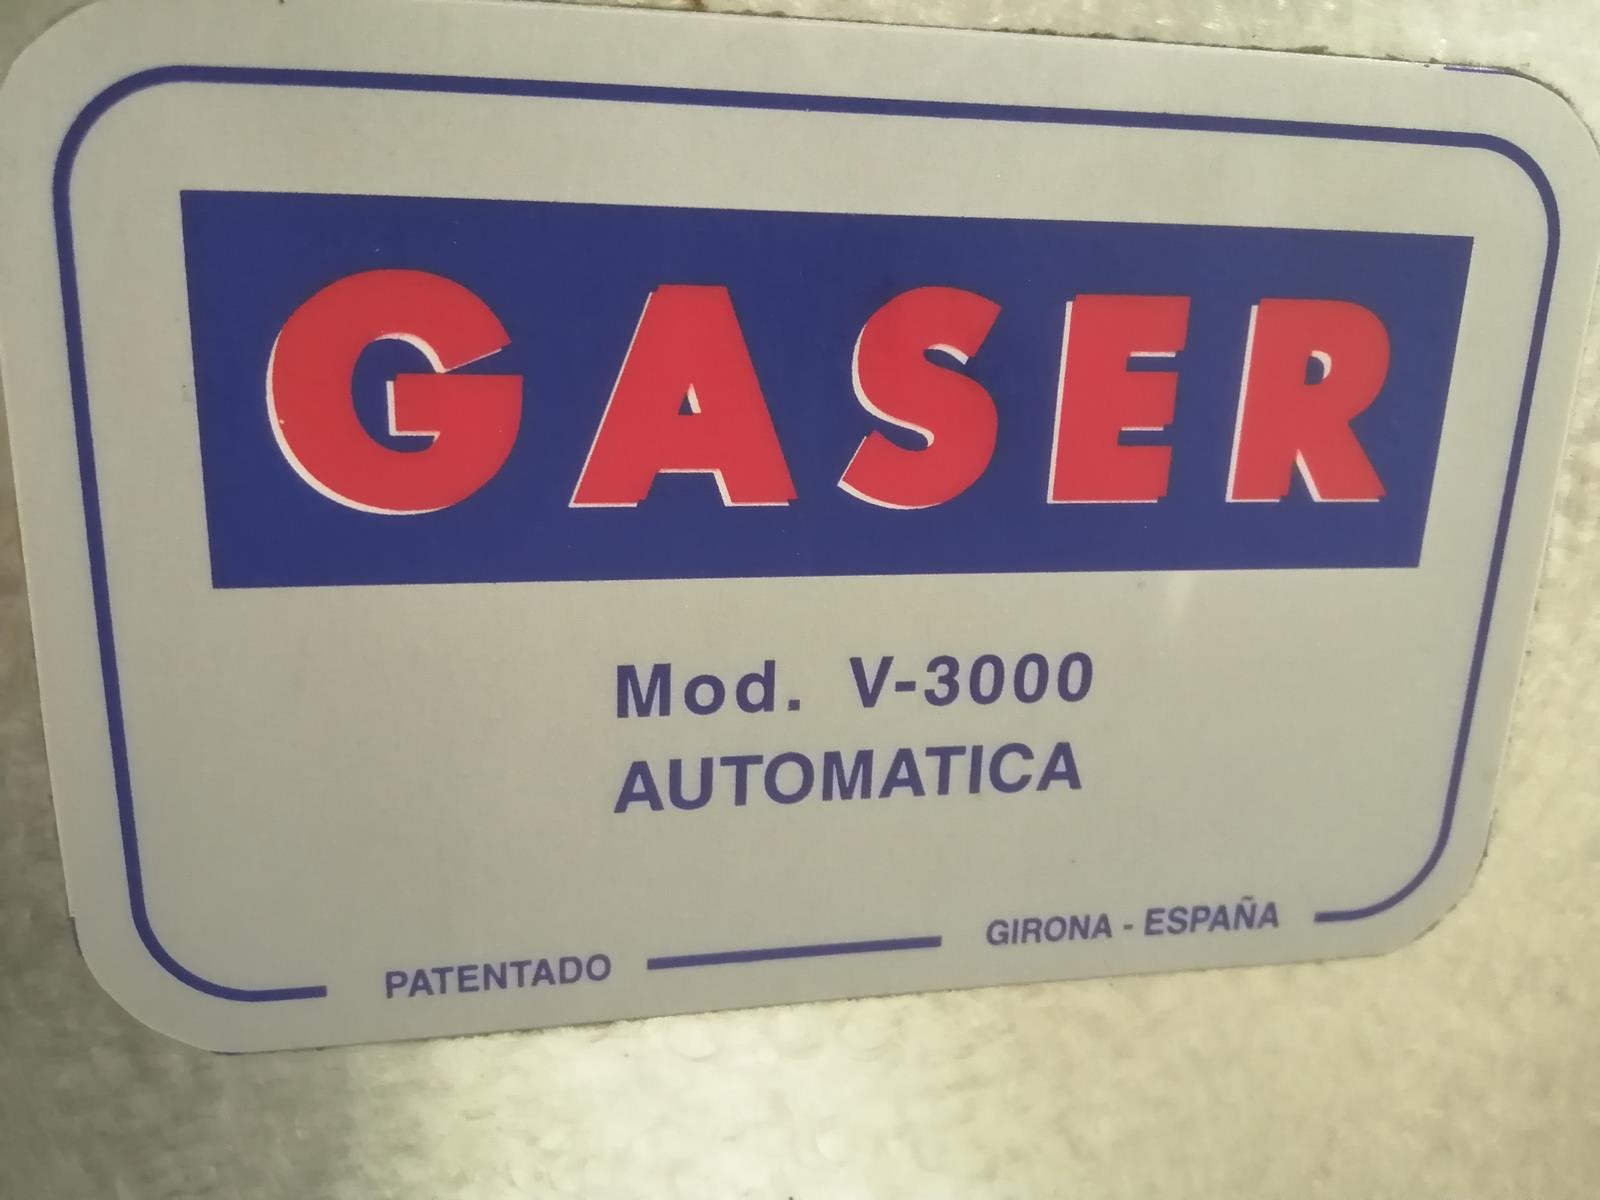 GASER
Mod. V-3000
AUTOMATICA
PATENTADO
GIRONA - ESPAÑA